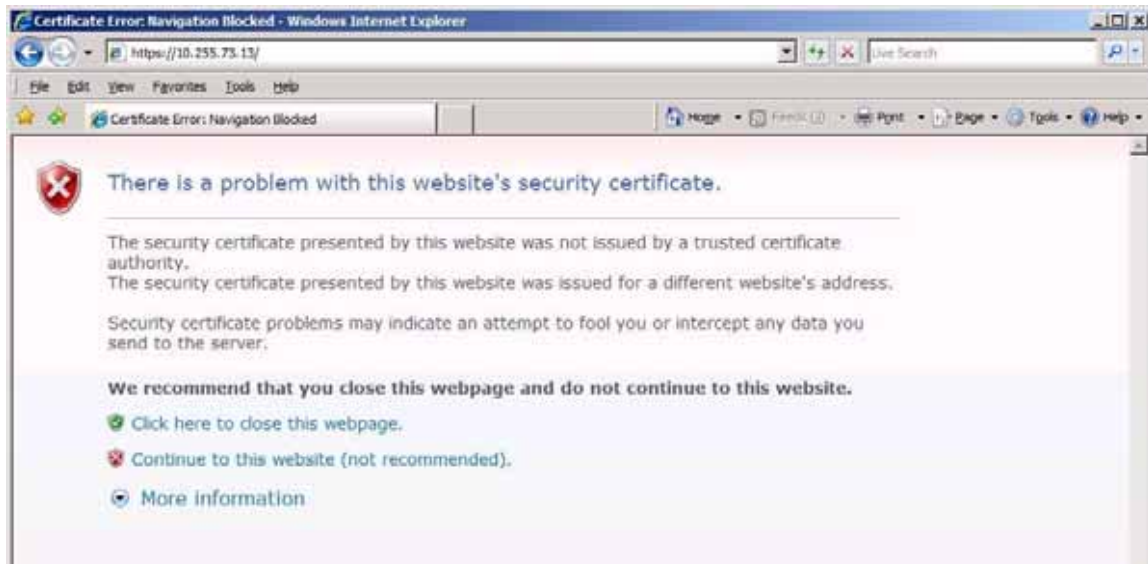 Certificate Error: Navigation Blocked - Windows Internet Explorer
https://10.255.73.13/
Live Search
File Edit View Favorites Tools Help
Certificate Error: Navigation Blocked
Home Feeds (J) Print Page Tools Help
There is a problem with this website's security certificate.
The security certificate presented by this website was not issued by a trusted certificate
authority.
The security certificate presented by this website was issued for a different website's address.
Security certificate problems may indicate an attempt to fool you or intercept any data you
send to the server.
We recommend that you close this webpage and do not continue to this website.
Click here to close this webpage.
Continue to this website (not recommended).
More information